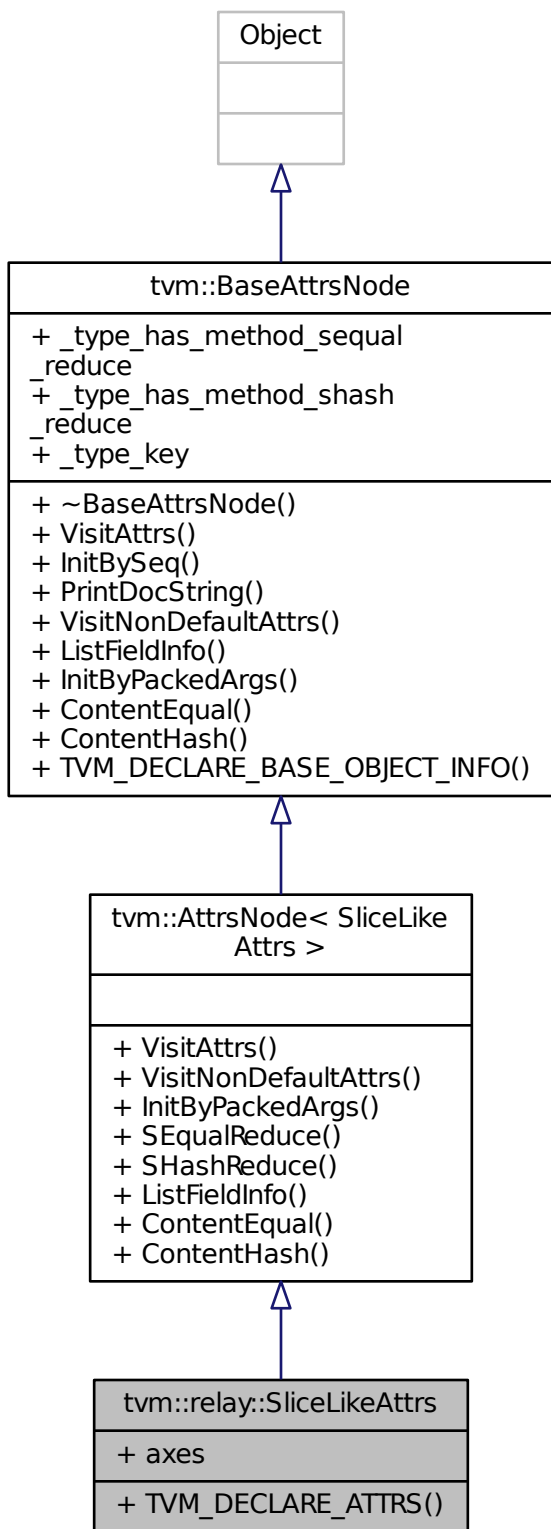 Object
tvm::BaseAttrsNode
+ _type_has_method_sequal
_reduce
+ _type_has_method_shash
_reduce
+ _type_key
+ ~BaseAttrsNode()
+ VisitAttrs()
+ InitBySeq()
+ PrintDocString()
+ VisitNonDefaultAttrs()
+ ListFieldInfo()
+ InitByPackedArgs()
+ ContentEqual()
+ ContentHash()
+ TVM_DECLARE_BASE_OBJECT_INFO()
tvm::AttrsNode< SliceLike
Attrs >
+ VisitAttrs()
+ VisitNonDefaultAttrs()
+ InitByPackedArgs()
+ SEqualReduce()
+ SHashReduce()
+ ListFieldInfo()
+ ContentEqual()
+ ContentHash()
tvm::relay::SliceLikeAttrs
+ axes
+ TVM_DECLARE_ATTRS()